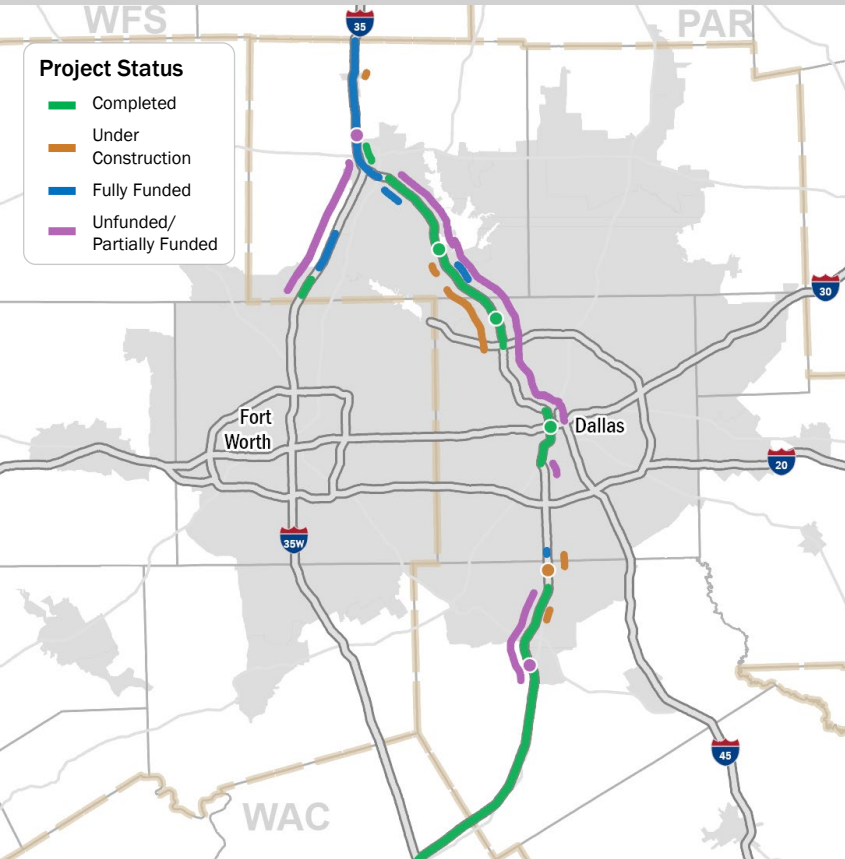 WFS
35
PAR
Project Status
Completed
Under
Construction
Fully Funded
Unfunded/
Partially Funded
30
Fort
Worth
Dallas
20
35W
45
WAC